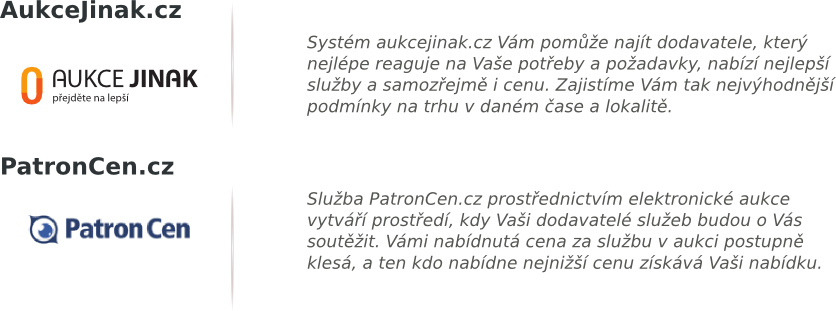 AukceJinak.cz
AUKCE JINAK
přejděte na lepší
Systém aukcejinak.cz Vám pomůže najít dodavatele, který
nejlépe reaguje na Vaše potřeby a požadavky, nabízí nejlepší
služby a samozřejmě i cenu. Zajistíme Vám tak nejvýhodnější
podmínky na trhu v daném čase a lokalitě.
PatronCen.cz
Patron Cen
Služba PatronCen.cz prostřednictvím elektronické aukce
vytváří prostředí, kdy Vaši dodavatelé služeb budou o Vás
soutěžit. Vámi nabídnutá cena za službu v aukci postupně
klesá, a ten kdo nabídne nejnižší cenu získává Vaši nabídku.